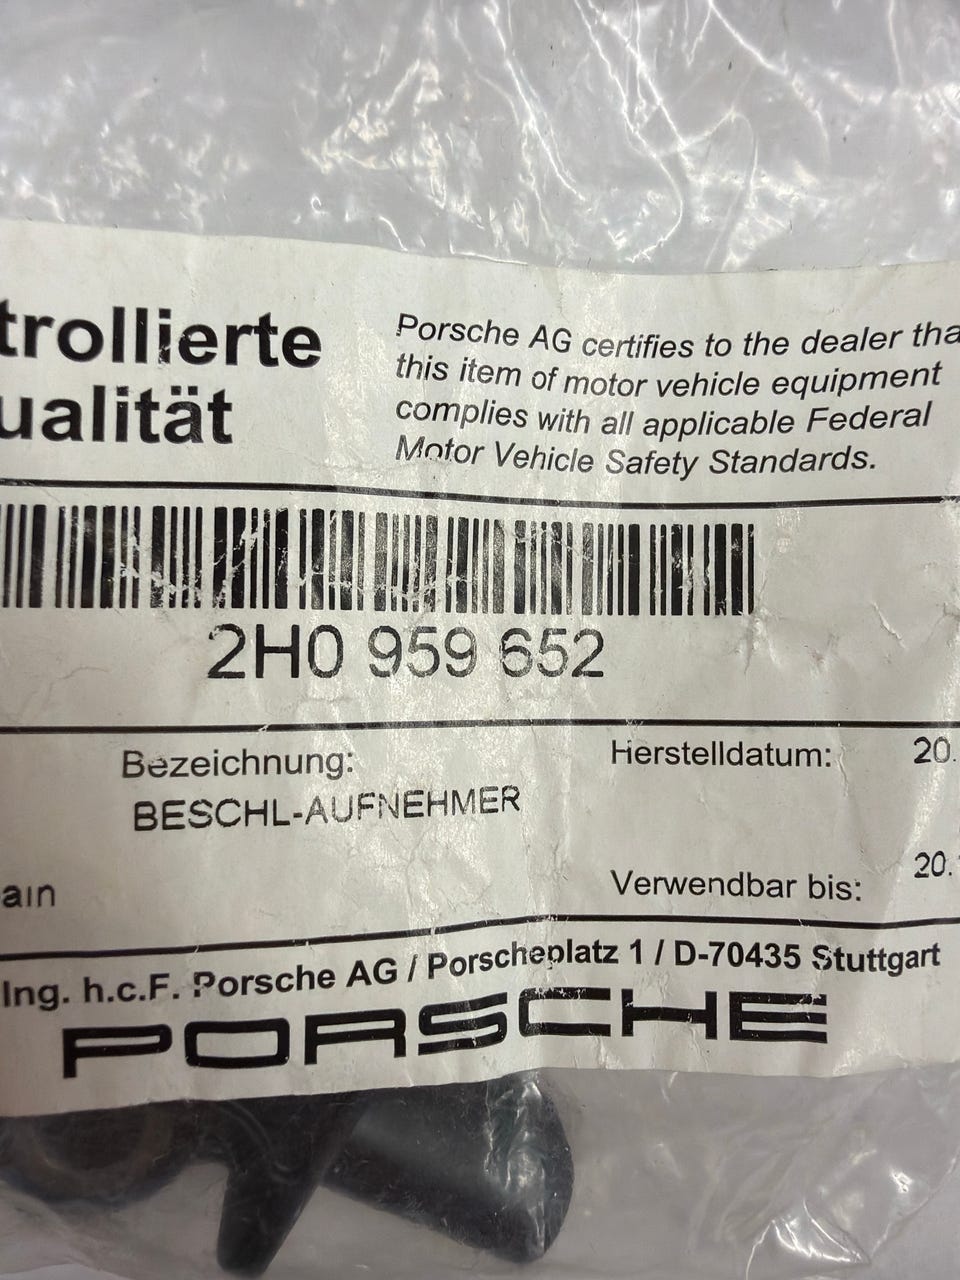 trollierte
ualität
Porsche AG certifies to the dealer tha
this item of motor vehicle equipment
complies with all applicable Federal
Motor Vehicle Safety Standards.
2H0 959 652
Bezeichnung:
BESCHL-AUFNEHMER
Herstelldatum: 20.
ain
Verwendbar bis: 20.
Ing. h.c.F. Porsche AG / Porscheplatz 1 / D-70435 Stuttgart
PORSCHE